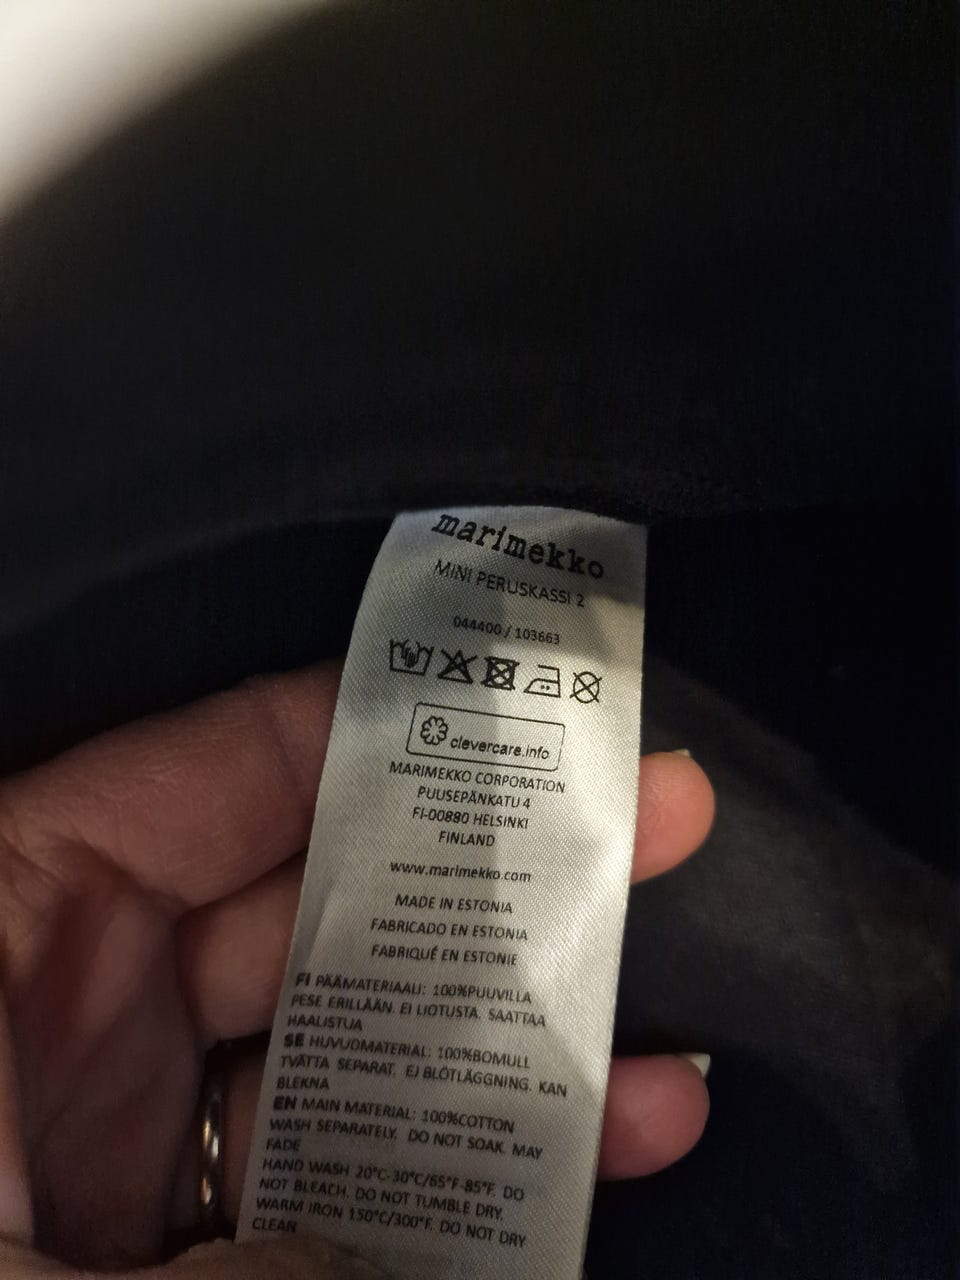 marimekko
MINI PERUSKASSI 2
044400 / 103663
clevercare.info
MARIMEKKO CORPORATION
PUUSEPÄNKATU 4
FI-00880 HELSINKI
FINLAND
www.marimekko.com
MADE IN ESTONIA
FABRICADO EN ESTONIA
FABRIQUÉ EN ESTONIE
FI PÄÄMATERIAALI: 100%PUUVILLA
PESE ERILLÄÄN. EI LIOTUSTA. SAATTAA
HAALISTUA
SE HUVUDMATERIAL: 100%BOMULL
TVÄTTA SEPARAT. EJ BLÖTLÄGGNING. KAN
BLEKNA
EN MAIN MATERIAL: 100%COTTON
WASH SEPARATELY. DO NOT SOAK. MAY
FADE
HAND WASH 20°C-30°C/65°F-85°F. DO
NOT BLEACH. DO NOT TUMBLE DRY.
WARM IRON 150°C/300°F. DO NOT DRY
CLEAN